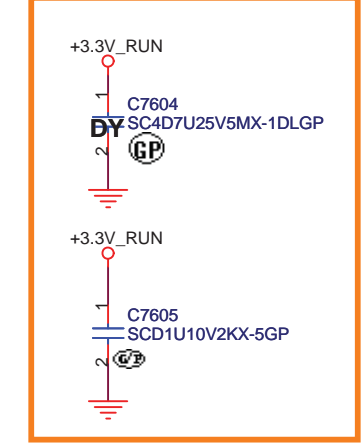 +3.3V_RUN
1
C7604
DY SC4D7U25V5MX-1DLGP
2 GP
+3.3V_RUN
1
C7605
SCD1U10V2KX-5GP
2 G/P